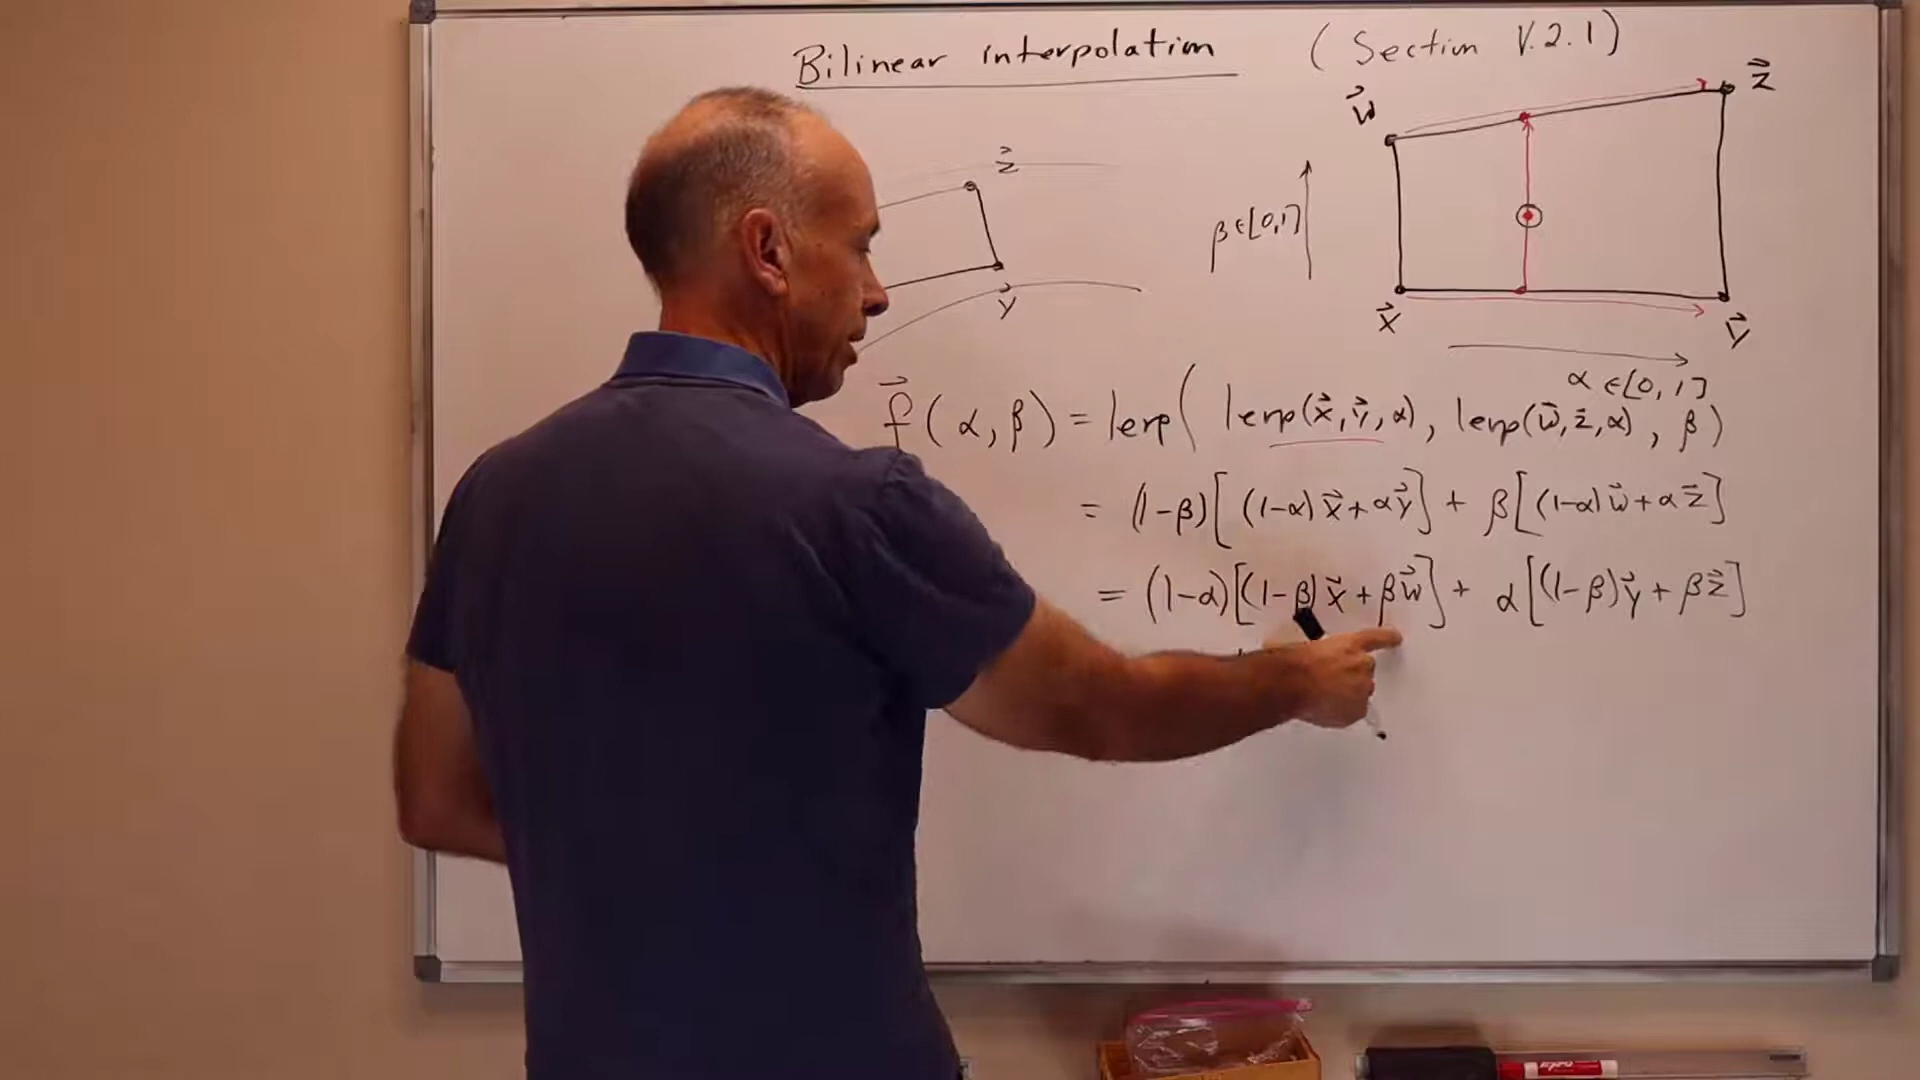 Bilinear interpolation (Section V.2.1)
w⃗ z⃗
z⃗
β∈[0,1]
y⃗
x⃗ y⃗
α∈[0,1]
f⃗(α,β) = lerp( lerp(x⃗,y⃗,α), lerp(w⃗,z⃗,α), β)
= (1-β)[(1-α)x⃗+αy⃗] + β[(1-α)w⃗+αz⃗]
= (1-α)[(1-β)x⃗+βw⃗] + α[(1-β)y⃗+βz⃗]